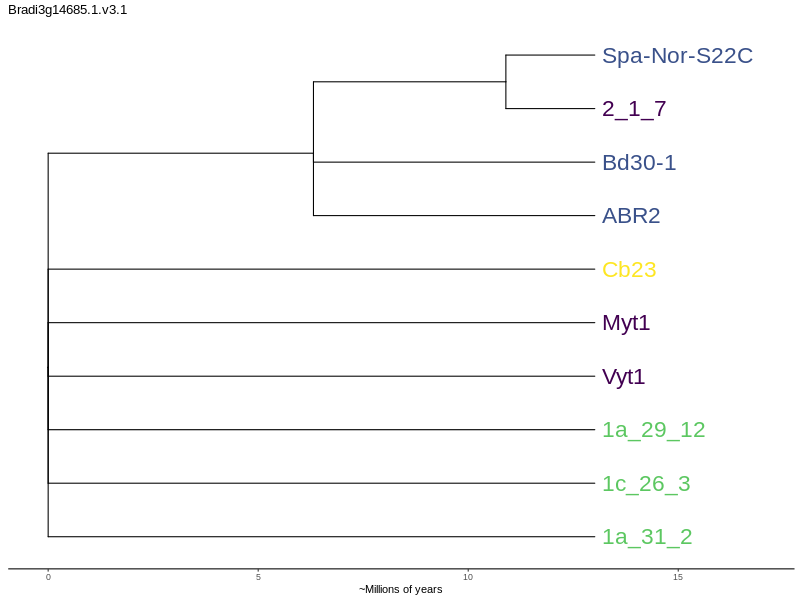 Bradi3g14685.1.v3.1
Spa-Nor-S22C
2_1_7
Bd30-1
ABR2
Cb23
Myt1
Vyt1
1a_29_12
1c_26_3
1a_31_2
0 5 10 15
~Millions of years